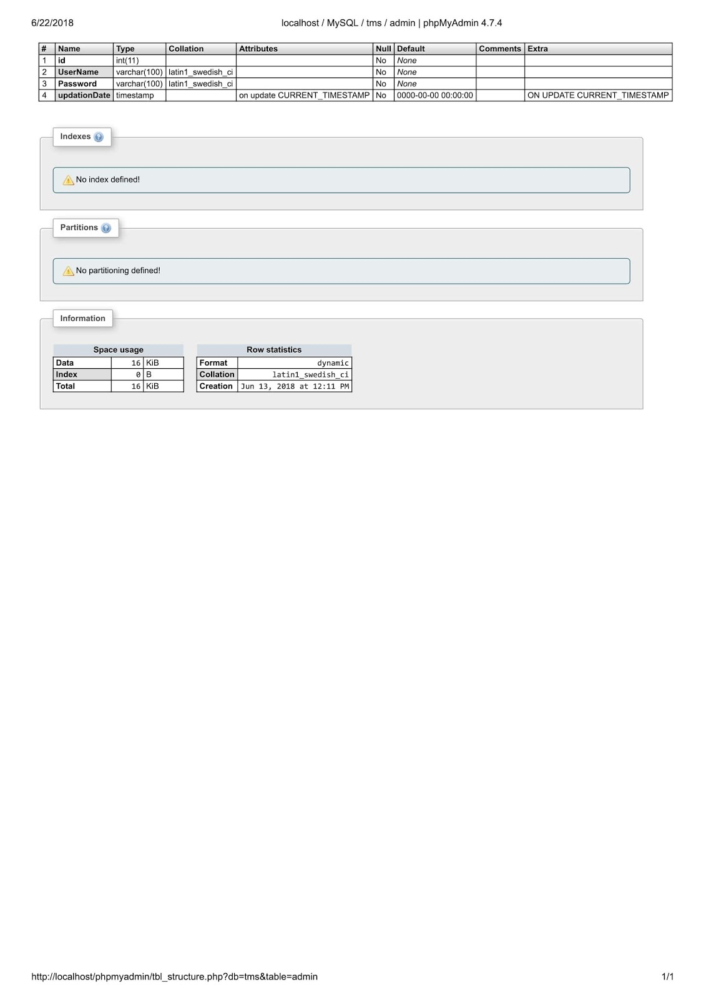 6/22/2018 localhost / MySQL / tms / admin | phpMyAdmin 4.7.4
# Name Type Collation Attributes Null Default Comments Extra
1 id int(11) No None
2 UserName varchar(100) latin1_swedish_ci No None
3 Password varchar(100) latin1_swedish_ci No None
4 updationDate timestamp on update CURRENT_TIMESTAMP No 0000-00-00 00:00:00 ON UPDATE CURRENT_TIMESTAMP
Indexes
No index defined!
Partitions
No partitioning defined!
Information
Space usage
Data 16 KiB
Index 0 B
Total 16 KiB
Row statistics
Format dynamic
Collation latin1_swedish_ci
Creation Jun 13, 2018 at 12:11 PM
http://localhost/phpmyadmin/tbl_structure.php?db=tms&table=admin 1/1